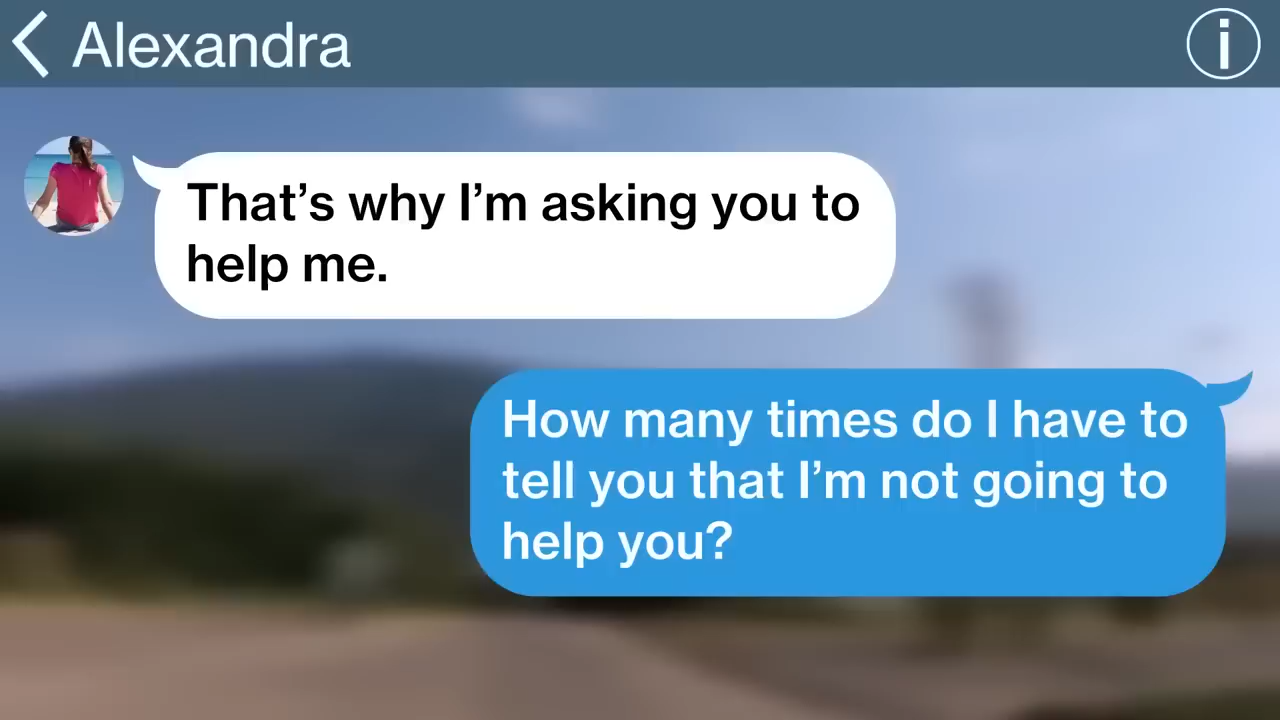 Alexandra
That's why I'm asking you to
help me.
How many times do I have to
tell you that I'm not going to
help you?